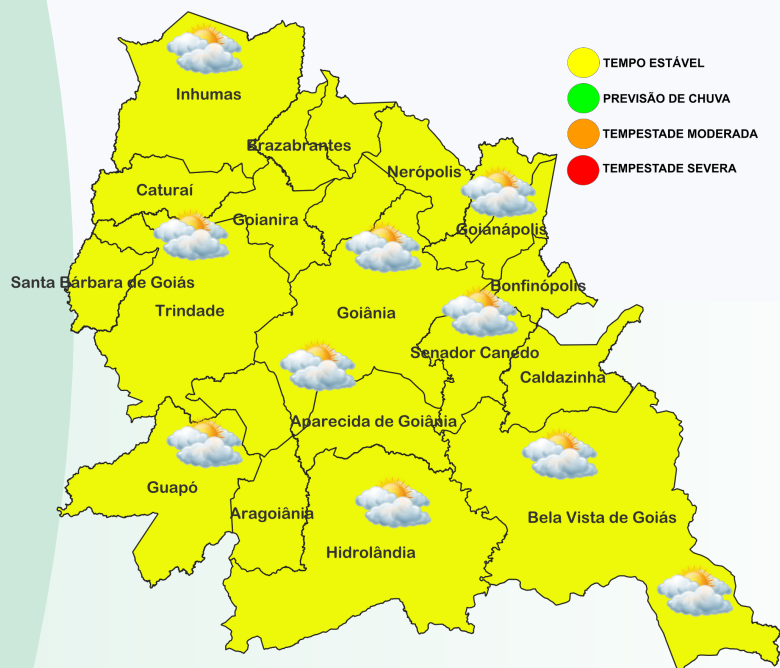 TEMPO ESTÁVEL
PREVISÃO DE CHUVA
TEMPESTADE MODERADA
TEMPESTADE SEVERA
Inhumas
Brazabrantes
Nerópolis
Caturaí
Goianira
Goianápolis
Santa Bárbara de Goiás
Bonfinópolis
Trindade
Goiânia
Senador Canedo
Caldazinha
Aparecida de Goiânia
Guapó
Aragoiânia
Bela Vista de Goiás
Hidrolândia